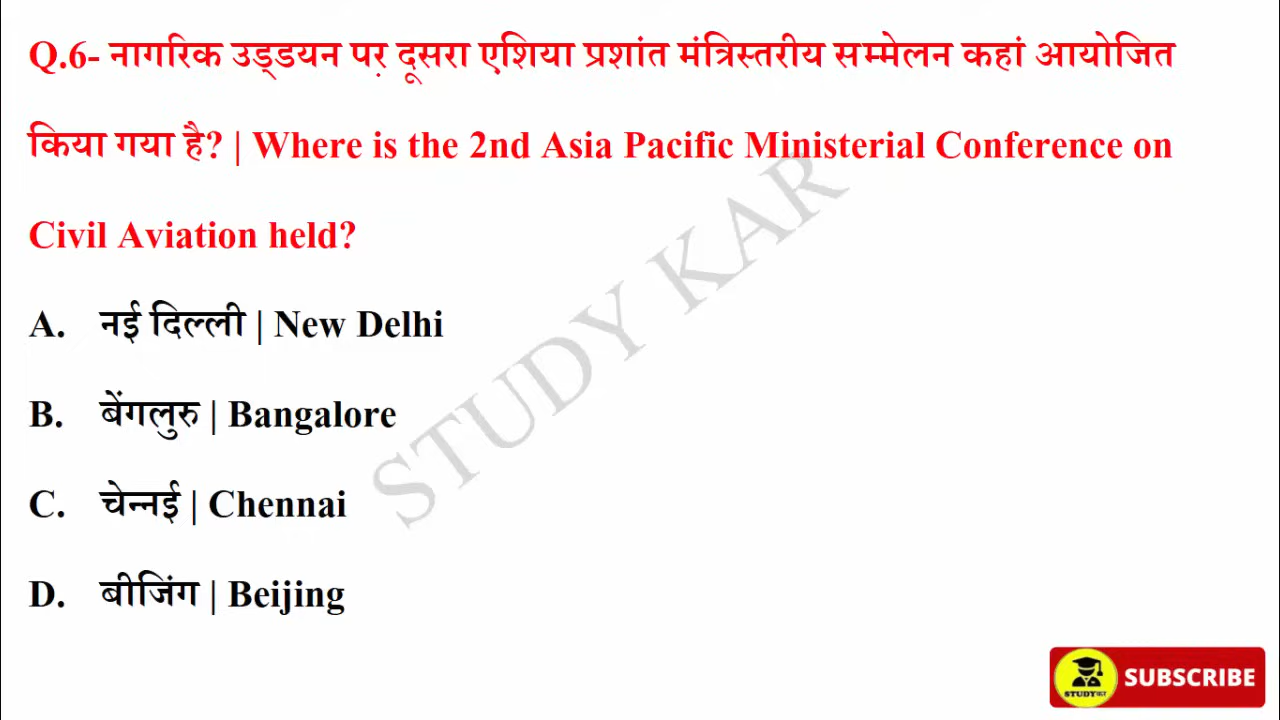 Q.6- नागरिक उड्डयन पर दूसरा एशिया प्रशांत मंत्रिस्तरीय सम्मेलन कहां आयोजित
किया गया है? | Where is the 2nd Asia Pacific Ministerial Conference on
Civil Aviation held?
A. नई दिल्ली | New Delhi
B. बेंगलुरु | Bangalore
C. चेन्नई | Chennai
D. बीजिंग | Beijing
STUDY KAR
STUDYकर
SUBSCRIBE